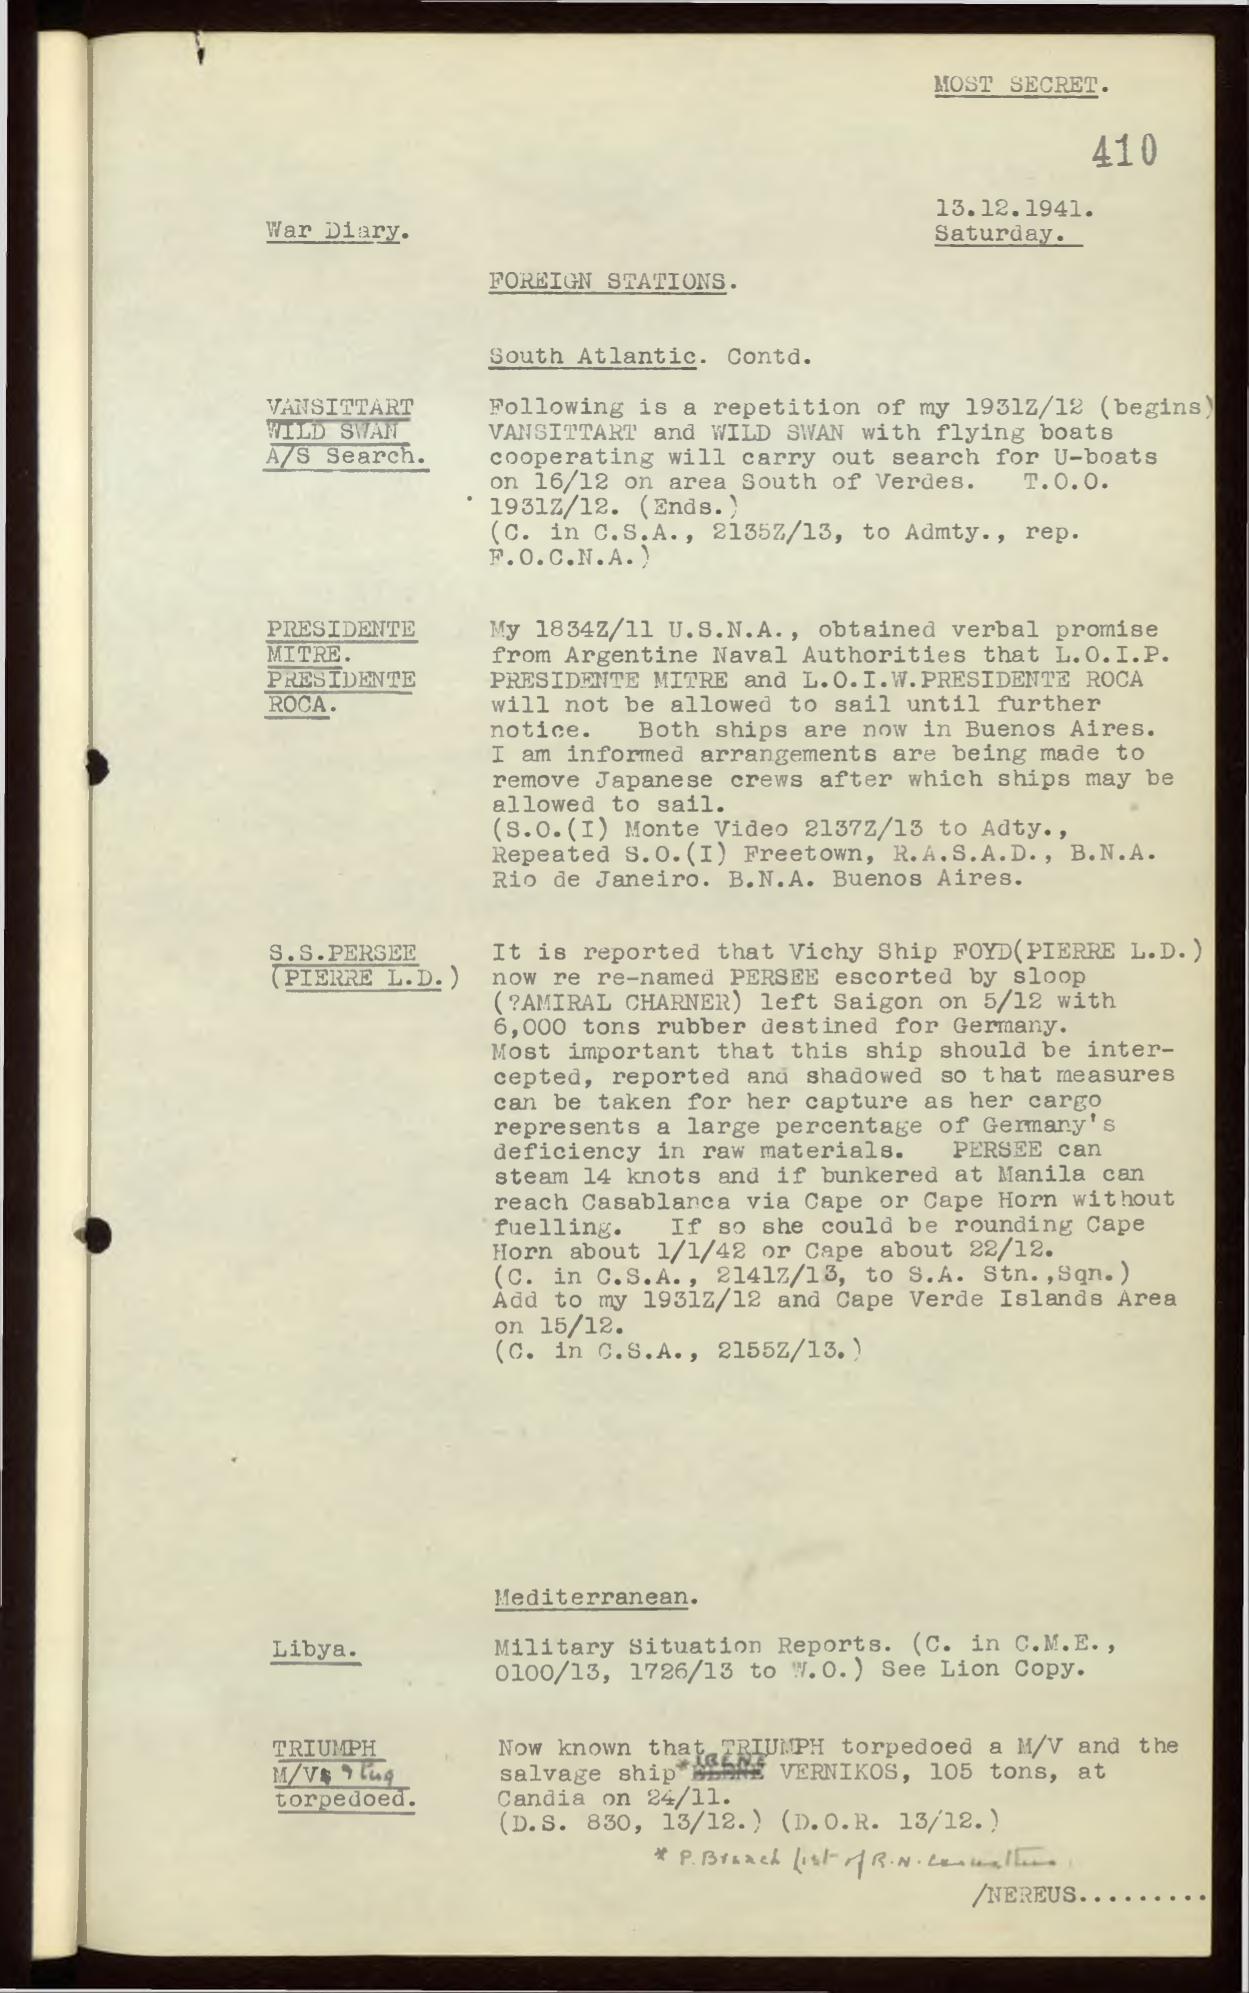 MOST SECRET.
410
13.12.1941.
War Diary.
Saturday.
FOREIGN STATIONS.
South Atlantic. Contd.
VANSITTART
WILD SWAN
A/S Search.
Following is a repetition of my 1931Z/12 (begins)
VANSITTART and WILD SWAN with flying boats
cooperating will carry out search for U-boats
on 16/12 on area South of Verdes. T.O.O.
1931Z/12. (Ends.)
(C. in C.S.A., 2135Z/13, to Admty., rep.
F.O.C.N.A.)
PRESIDENTE
MITRE.
PRESIDENTE
ROCA.
My 1834Z/11 U.S.N.A., obtained verbal promise
from Argentine Naval Authorities that L.O.I.P.
PRESIDENTE MITRE and L.O.I.W.PRESIDENTE ROCA
will not be allowed to sail until further
notice. Both ships are now in Buenos Aires.
I am informed arrangements are being made to
remove Japanese crews after which ships may be
allowed to sail.
(S.O.(I) Monte Video 2137Z/13 to Adty.,
Repeated S.O.(I) Freetown, R.A.S.A.D., B.N.A.
Rio de Janeiro. B.N.A. Buenos Aires.
S.S.PERSEE
(PIERRE L.D.)
It is reported that Vichy Ship FOYD(PIERRE L.D.)
now re re-named PERSEE escorted by sloop
(?AMIRAL CHARNER) left Saigon on 5/12 with
6,000 tons rubber destined for Germany.
Most important that this ship should be inter-
cepted, reported and shadowed so that measures
can be taken for her capture as her cargo
represents a large percentage of Germany's
deficiency in raw materials. PERSEE can
steam 14 knots and if bunkered at Manila can
reach Casablanca via Cape or Cape Horn without
fuelling. If so she could be rounding Cape
Horn about 1/1/42 or Cape about 22/12.
(C. in C.S.A., 2141Z/13, to S.A. Stn.,Sqn.)
Add to my 1931Z/12 and Cape Verde Islands Area
on 15/12.
(C. in C.S.A., 2155Z/13.)
Mediterranean.
Libya.
Military Situation Reports. (C. in C.M.E.,
0100/13, 1726/13 to W.O.) See Lion Copy.
TRIUMPH
M/V & Tug
torpedoed.
Now known that TRIUMPH torpedoed a M/V and the
salvage ship *IRENE VERNIKOS, 105 tons, at
Candia on 24/11.
(D.S. 830, 13/12.) (D.O.R. 13/12.)
* P. Branch list of R.N. Casualties
/NEREUS.........